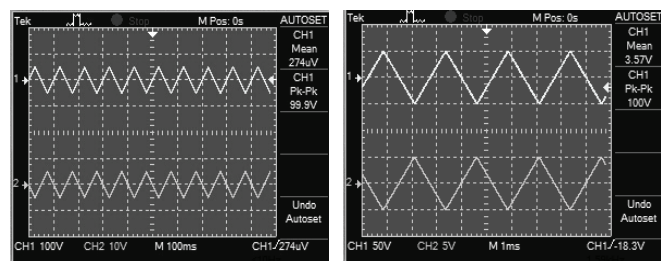 Tek Stop M Pos: 0s AUTOSET
CH1
Mean
274uV
CH1
Pk-Pk
99.9V
1
2
Undo
Autoset
CH1 100V CH2 10V M 100ms CH1/274uV
Tek Stop M Pos: 0s AUTOSET
CH1
Mean
3.57V
CH1
Pk-Pk
100V
1
2
Undo
Autoset
CH1 50V CH2 5V M 1ms CH1/-18.3V